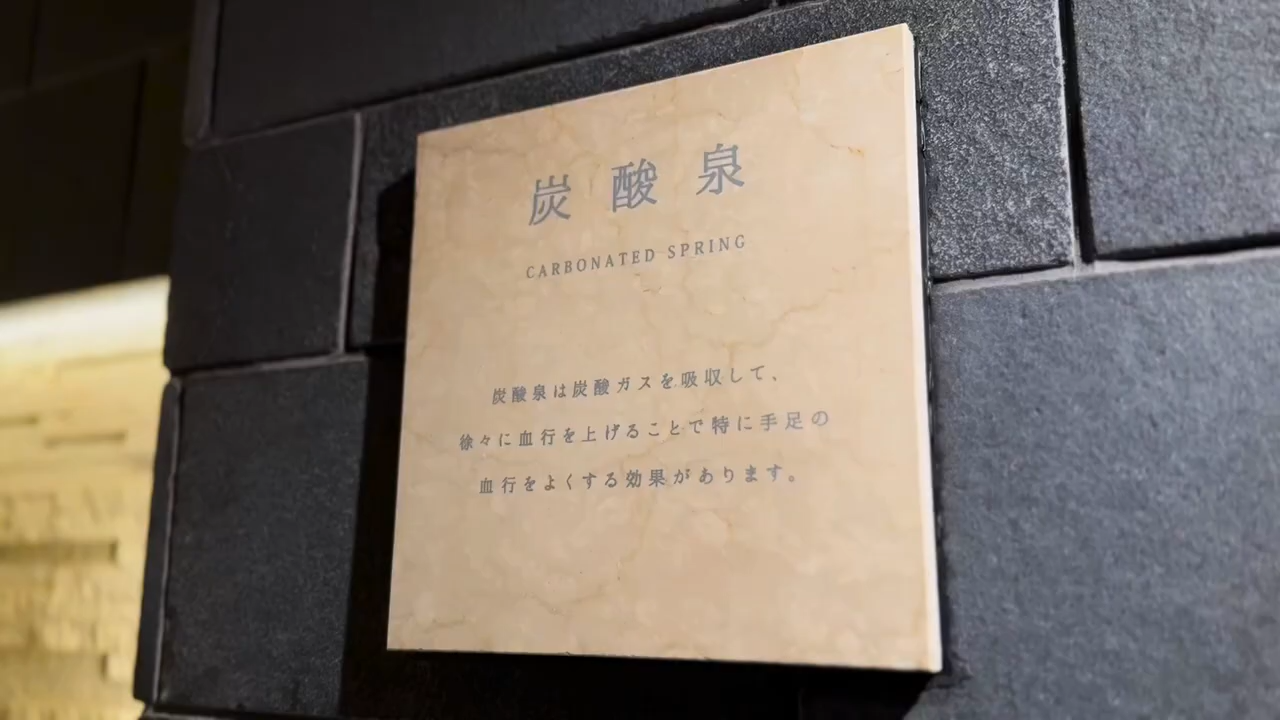 炭酸泉
CARBONATED SPRING
炭酸泉は炭酸ガスを吸収して、
徐々に血行を上げることで特に手足の
血行をよくする効果があります。